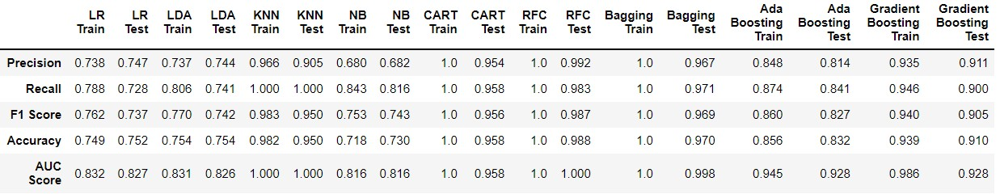 LR Train LR Test LDA Train LDA Test KNN Train KNN Test NB Train NB Test CART Train CART Test RFC Train RFC Test Bagging Train Bagging Test Ada Boosting Train Ada Boosting Test Gradient Boosting Train Gradient Boosting Test
Precision 0.738 0.747 0.737 0.744 0.966 0.905 0.680 0.682 1.0 0.954 1.0 0.992 1.0 0.967 0.848 0.814 0.935 0.911
Recall 0.788 0.728 0.806 0.741 1.000 1.000 0.843 0.816 1.0 0.958 1.0 0.983 1.0 0.971 0.874 0.841 0.946 0.900
F1 Score 0.762 0.737 0.770 0.742 0.983 0.950 0.753 0.743 1.0 0.956 1.0 0.987 1.0 0.969 0.860 0.827 0.940 0.905
Accuracy 0.749 0.752 0.754 0.754 0.982 0.950 0.718 0.730 1.0 0.958 1.0 0.988 1.0 0.970 0.856 0.832 0.939 0.910
AUC Score 0.832 0.827 0.831 0.826 1.000 1.000 0.816 0.816 1.0 0.958 1.0 1.000 1.0 0.998 0.945 0.928 0.986 0.928